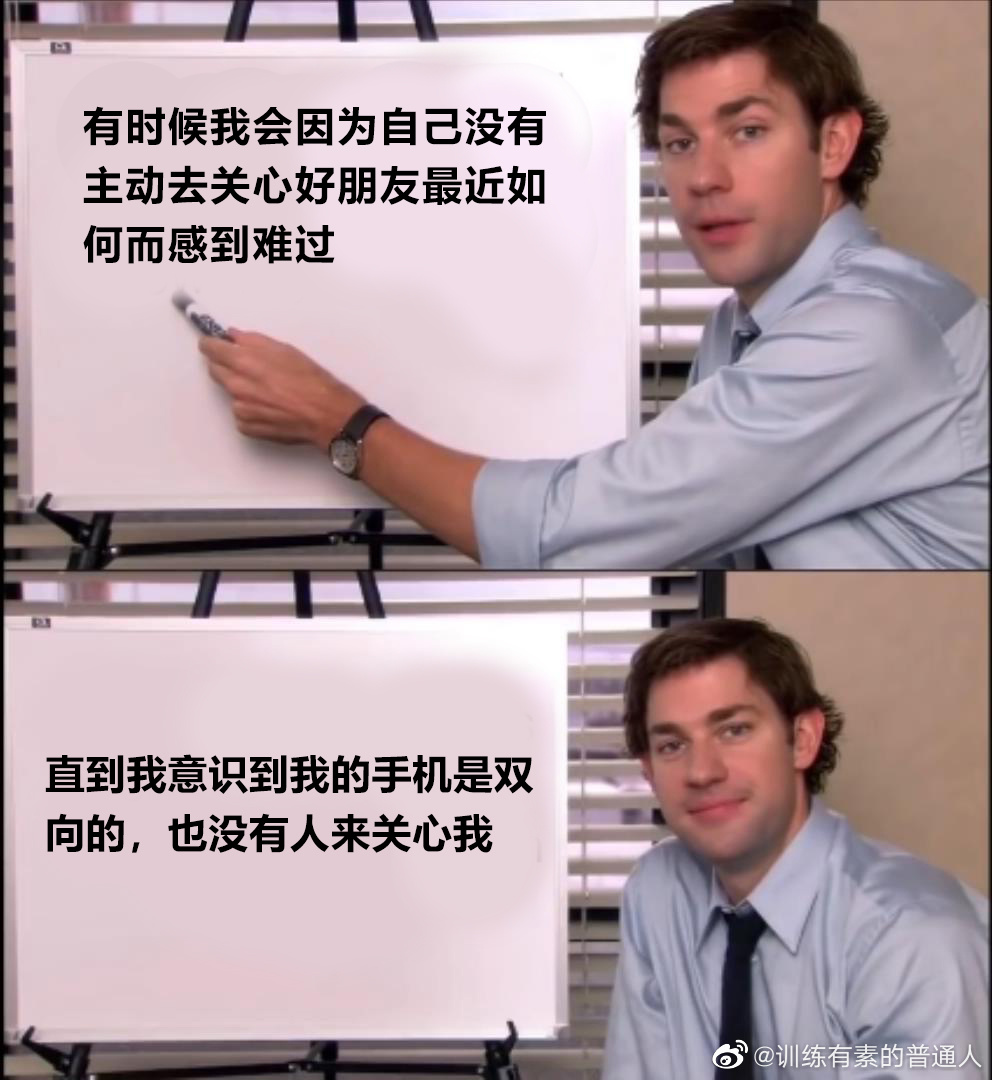 有时候我会因为自己没有
主动去关心好朋友最近如
何而感到难过
直到我意识到我的手机是双
向的，也没有人来关心我
@训练有素的普通人